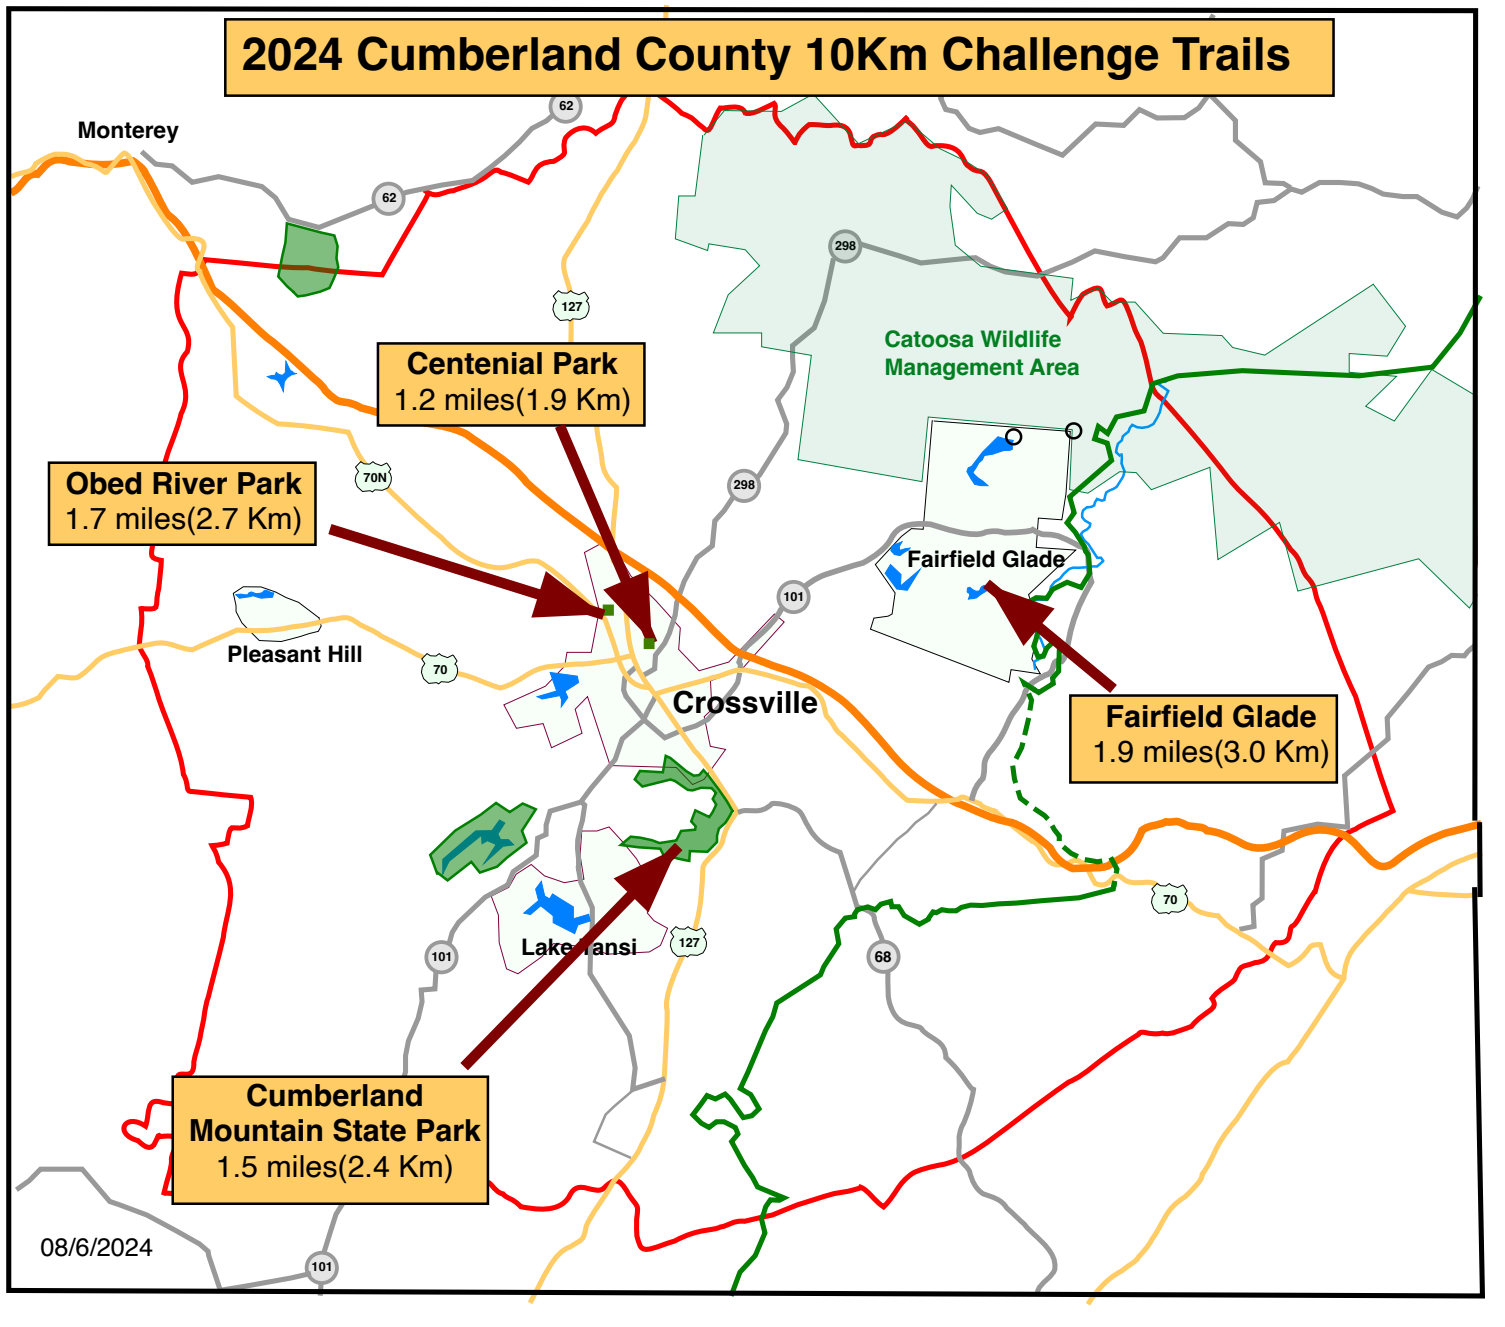 2024 Cumberland County 10Km Challenge Trails
62
Monterey
62
298
127
Catoosa Wildlife
Management Area
Centenial Park
1.2 miles(1.9 Km)
70N
298
Obed River Park
1.7 miles(2.7 Km)
Fairfield Glade
101
Pleasant Hill
70
Crossville
Fairfield Glade
1.9 miles(3.0 Km)
70
Lake Tansi
127
101
68
Cumberland
Mountain State Park
1.5 miles(2.4 Km)
08/6/2024
101